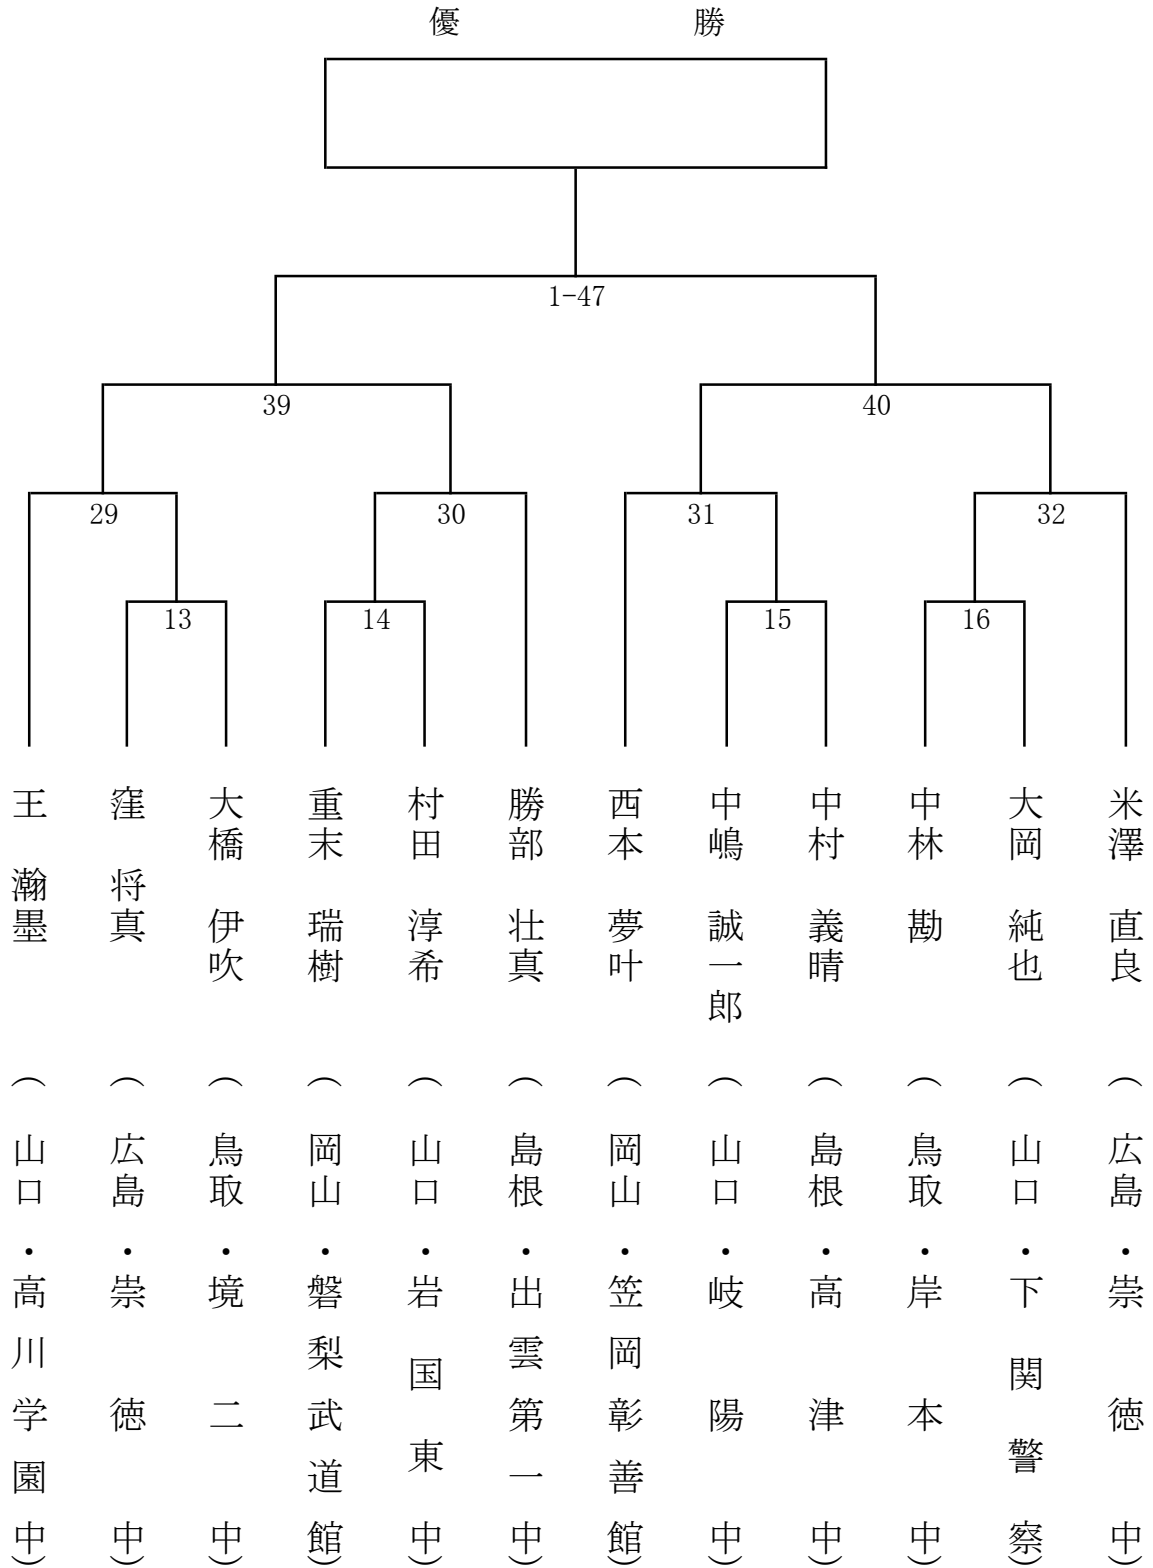 優　勝
1-47
39
40
29
30
31
32
13
14
15
16
王　瀚墨　（山口・高川学園中）
窪　将真　（広島・崇徳中）
大橋　伊吹　（鳥取・境二中）
重末　瑞樹　（岡山・磐梨武道館）
村田　淳希　（山口・岩国東中）
勝部　壮真　（島根・出雲第一中）
西本　夢叶　（岡山・笠岡彰善館）
中嶋　誠一郎　（山口・岐陽中）
中村　義晴　（島根・高津中）
中林　勘　（鳥取・岸本中）
大岡　純也　（山口・下関警察）
米澤　直良　（広島・崇徳中）